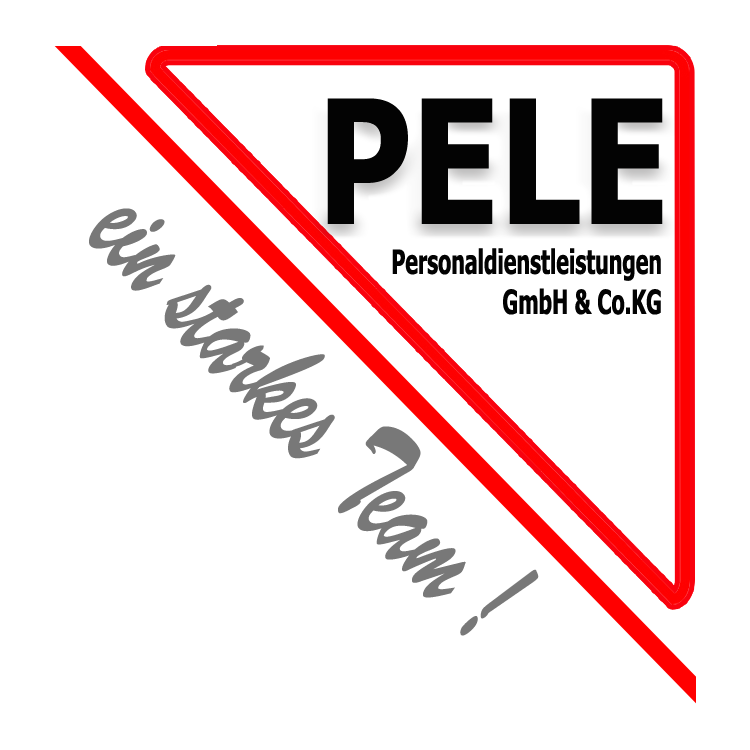 PELE
Personaldienstleistungen
GmbH & Co.KG
ein starkes Team !